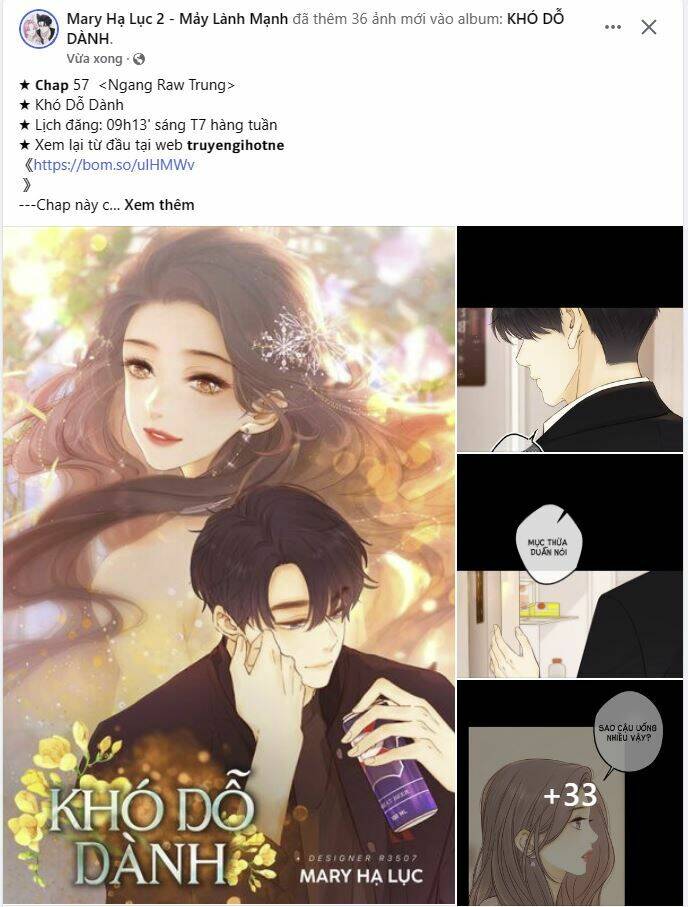 Mary Hạ Lục 2 - Mảy Lành Mạnh đã thêm 36 ảnh mới vào album: KHÓ DỖ
DÀNH.
Vừa xong ·
★ Chap 57 <Ngang Raw Trung>
★ Khó Dỗ Dành
★ Lịch đăng: 09h13' sáng T7 hàng tuần
★ Xem lại từ đầu tại web truyengihotne
《https://bom.so/ulHMWv
》
---Chap này c... Xem thêm
MỤC THỪA
DUẪN NÓI
SAO CẬU UỐNG
NHIỀU VẬY?
+33
KHÓ DỖ
DÀNH
DESIGNER R3507
MARY HẠ LỤC